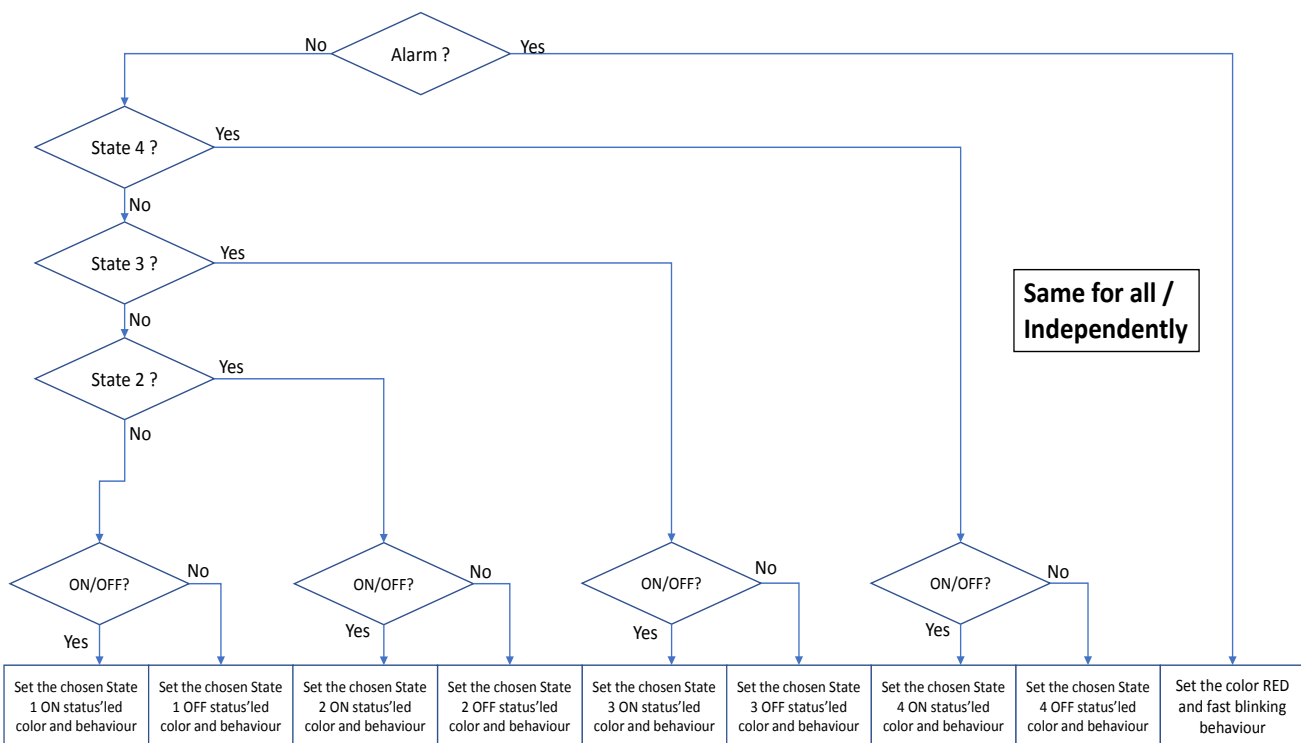 No
Alarm ?
Yes
State 4 ?
Yes
No
State 3 ?
Yes
No
Same for all /
Independently
State 2 ?
Yes
No
ON/OFF?
No
Yes
ON/OFF?
No
Yes
ON/OFF?
No
Yes
ON/OFF?
No
Yes
Set the chosen State
1 ON status'led
color and behaviour
Set the chosen State
1 OFF status'led
color and behaviour
Set the chosen State
2 ON status'led
color and behaviour
Set the chosen State
2 OFF status'led
color and behaviour
Set the chosen State
3 ON status'led
color and behaviour
Set the chosen State
3 OFF status'led
color and behaviour
Set the chosen State
4 ON status'led
color and behaviour
Set the chosen State
4 OFF status'led
color and behaviour
Set the color RED
and fast blinking
behaviour